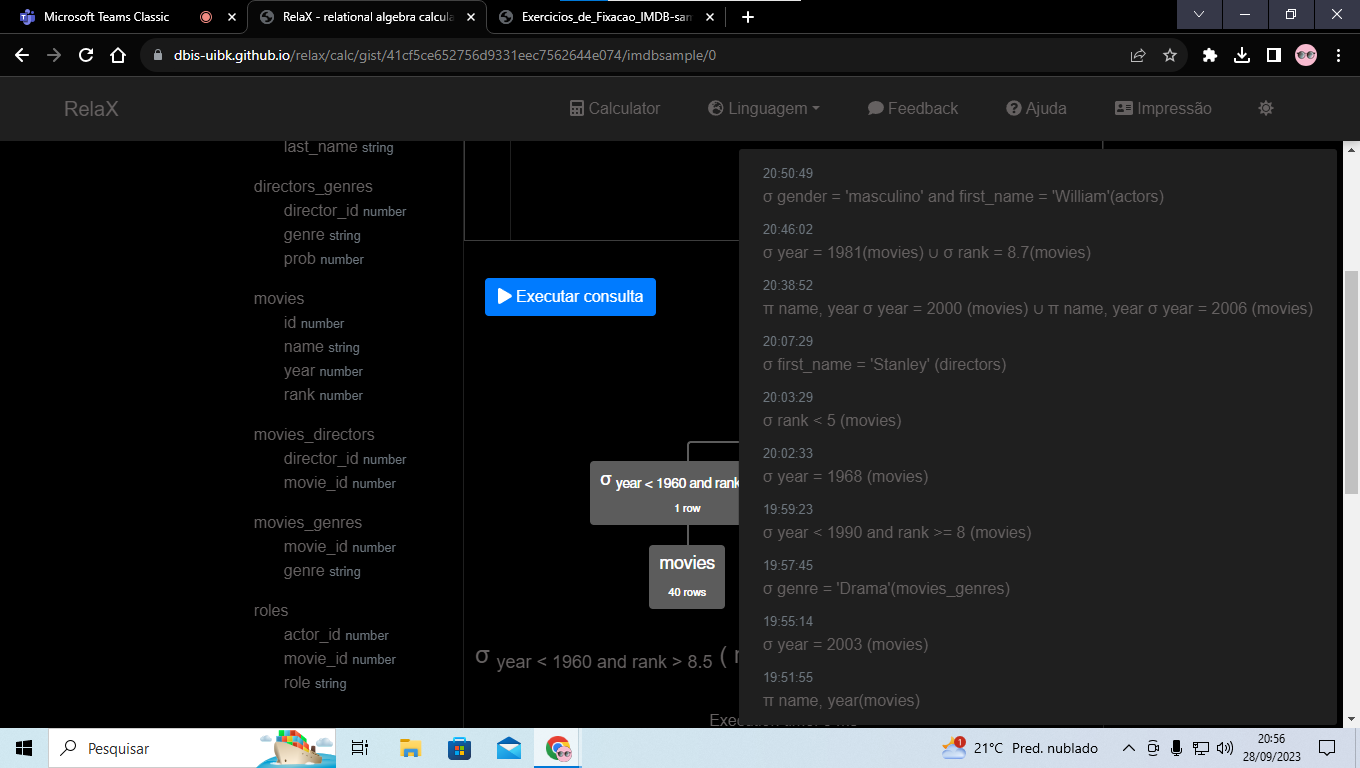 Microsoft Teams Classic
RelaX - relational algebra calcula
Exercicios_de_Fixacao_IMDB-sam
dbis-uibk.github.io/relax/calc/gist/41cf5ce652756d9331eec7562644e074/imdbsample/0
RelaX
Calculator
Linguagem
Feedback
Ajuda
Impressão
last_name string
directors_genres
director_id number
genre string
prob number
movies
id number
name string
year number
rank number
movies_directors
director_id number
movie_id number
movies_genres
movie_id number
genre string
roles
actor_id number
movie_id number
role string
Executar consulta
σ year < 1960 and rank
1 row
movies
40 rows
σ year < 1960 and rank > 8.5 (
20:50:49
σ gender = 'masculino' and first_name = 'William'(actors)
20:46:02
σ year = 1981(movies) ∪ σ rank = 8.7(movies)
20:38:52
π name, year σ year = 2000 (movies) ∪ π name, year σ year = 2006 (movies)
20:07:29
σ first_name = 'Stanley' (directors)
20:03:29
σ rank < 5 (movies)
20:02:33
σ year = 1968 (movies)
19:59:23
σ year < 1990 and rank >= 8 (movies)
19:57:45
σ genre = 'Drama'(movies_genres)
19:55:14
σ year = 2003 (movies)
19:51:55
π name, year(movies)
Pesquisar
1
21°C Pred. nublado
20:56
28/09/2023